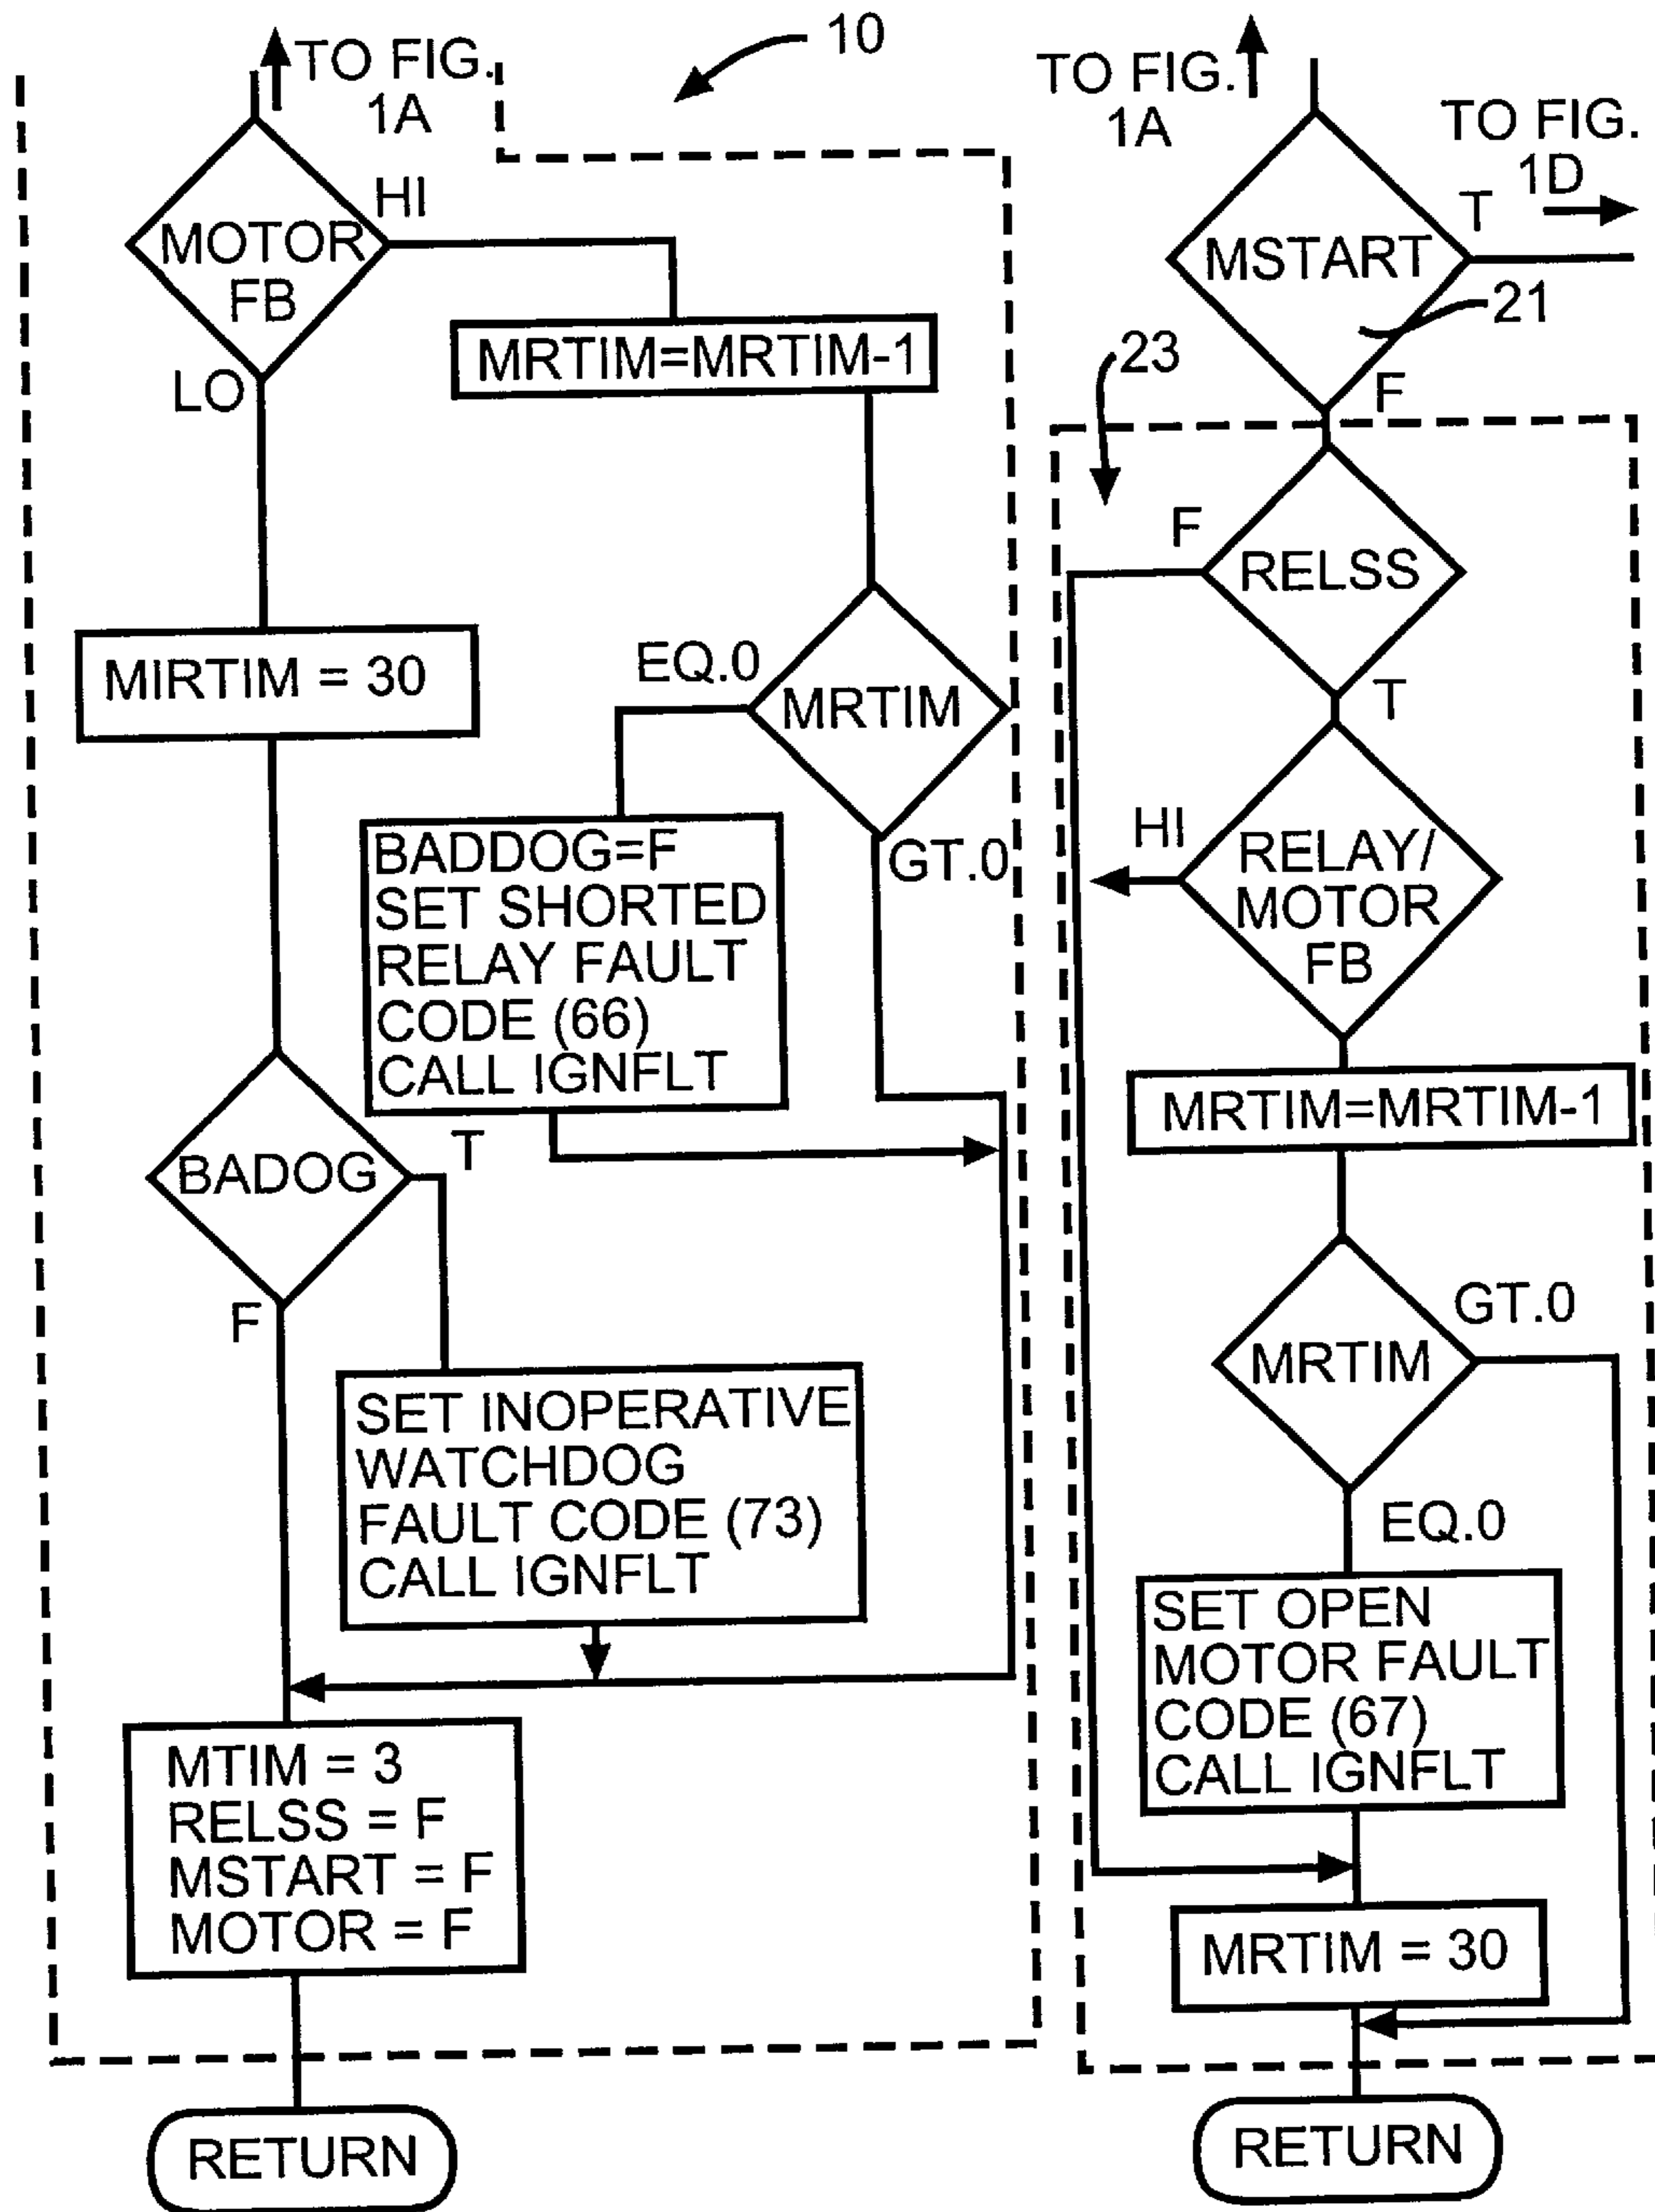 TO FIG.
1A
10
MOTOR
FB
HI
LO
MRTIM=MRTIM-1
MIRTIM = 30
EQ.0
MRTIM
GT.0
BADDOG=F
SET SHORTED
RELAY FAULT
CODE (66)
CALL IGNFLT
BADOG
T
F
SET INOPERATIVE
WATCHDOG
FAULT CODE (73)
CALL IGNFLT
MTIM = 3
RELSS = F
MSTART = F
MOTOR = F
RETURN
TO FIG.
1A
TO FIG.
1D
T
MSTART
21
23
F
F
RELSS
T
HI
RELAY/
MOTOR
FB
MRTIM=MRTIM-1
GT.0
MRTIM
EQ.0
SET OPEN
MOTOR FAULT
CODE (67)
CALL IGNFLT
MRTIM = 30
RETURN